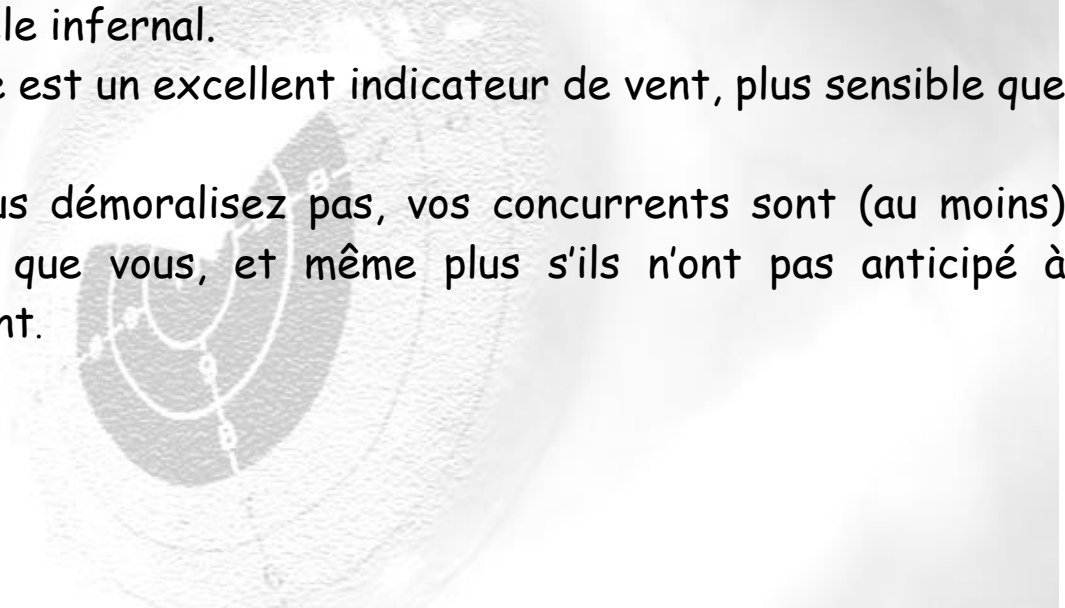 le infernal.
e est un excellent indicateur de vent, plus sensible que
us démoralisez pas, vos concurrents sont (au moins)
que vous, et même plus s'ils n'ont pas anticipé à
nt.